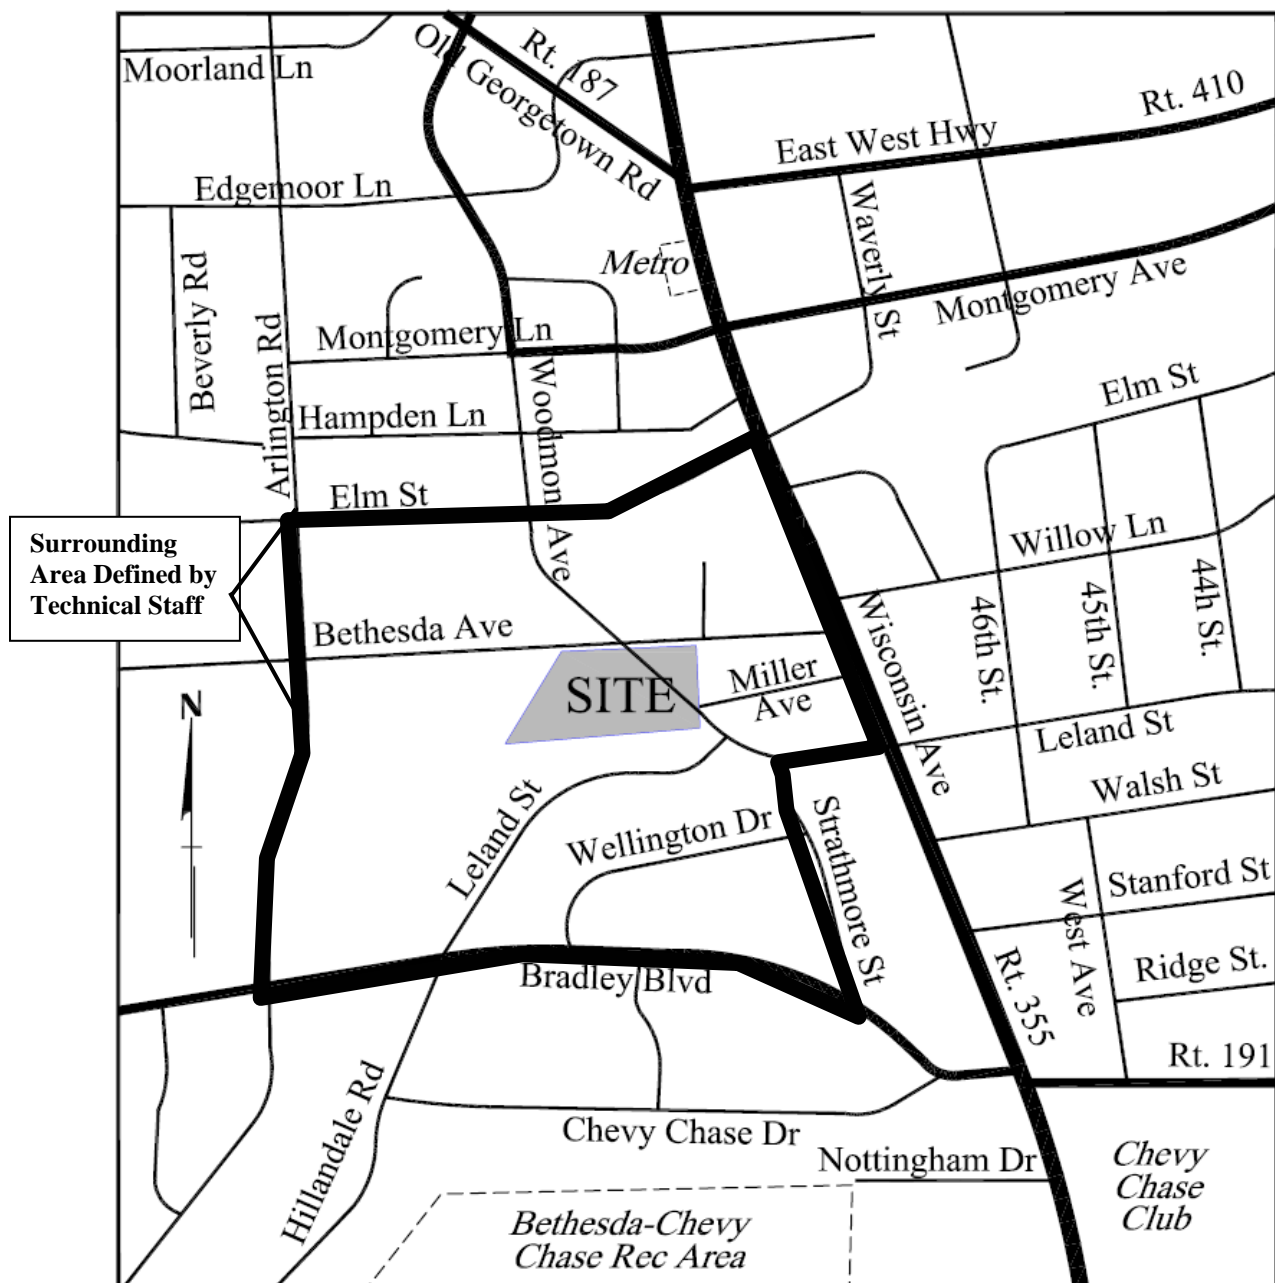 Moorland Ln
Old Georgetown Rd
Rt. 187
Rt. 410
East West Hwy
Edgemoor Ln
Waverly St
Metro
Beverly Rd
Montgomery Ave
Arlington Rd
Montgomery Ln
Woodmon Ave
Elm St
Hampden Ln
Elm St
Surrounding
Area Defined by
Technical Staff
Willow Ln
46th St.
45th St.
44h St.
Bethesda Ave
Wisconsin Ave
SITE
Miller
Ave
N
Leland St
Walsh St
Leland St
Wellington Dr
Strathmore St
Stanford St
West Ave
Bradley Blvd
Ridge St.
Rt. 355
Rt. 191
Hillandale Rd
Chevy Chase Dr
Nottingham Dr
Chevy
Chase
Club
Bethesda-Chevy
Chase Rec Area